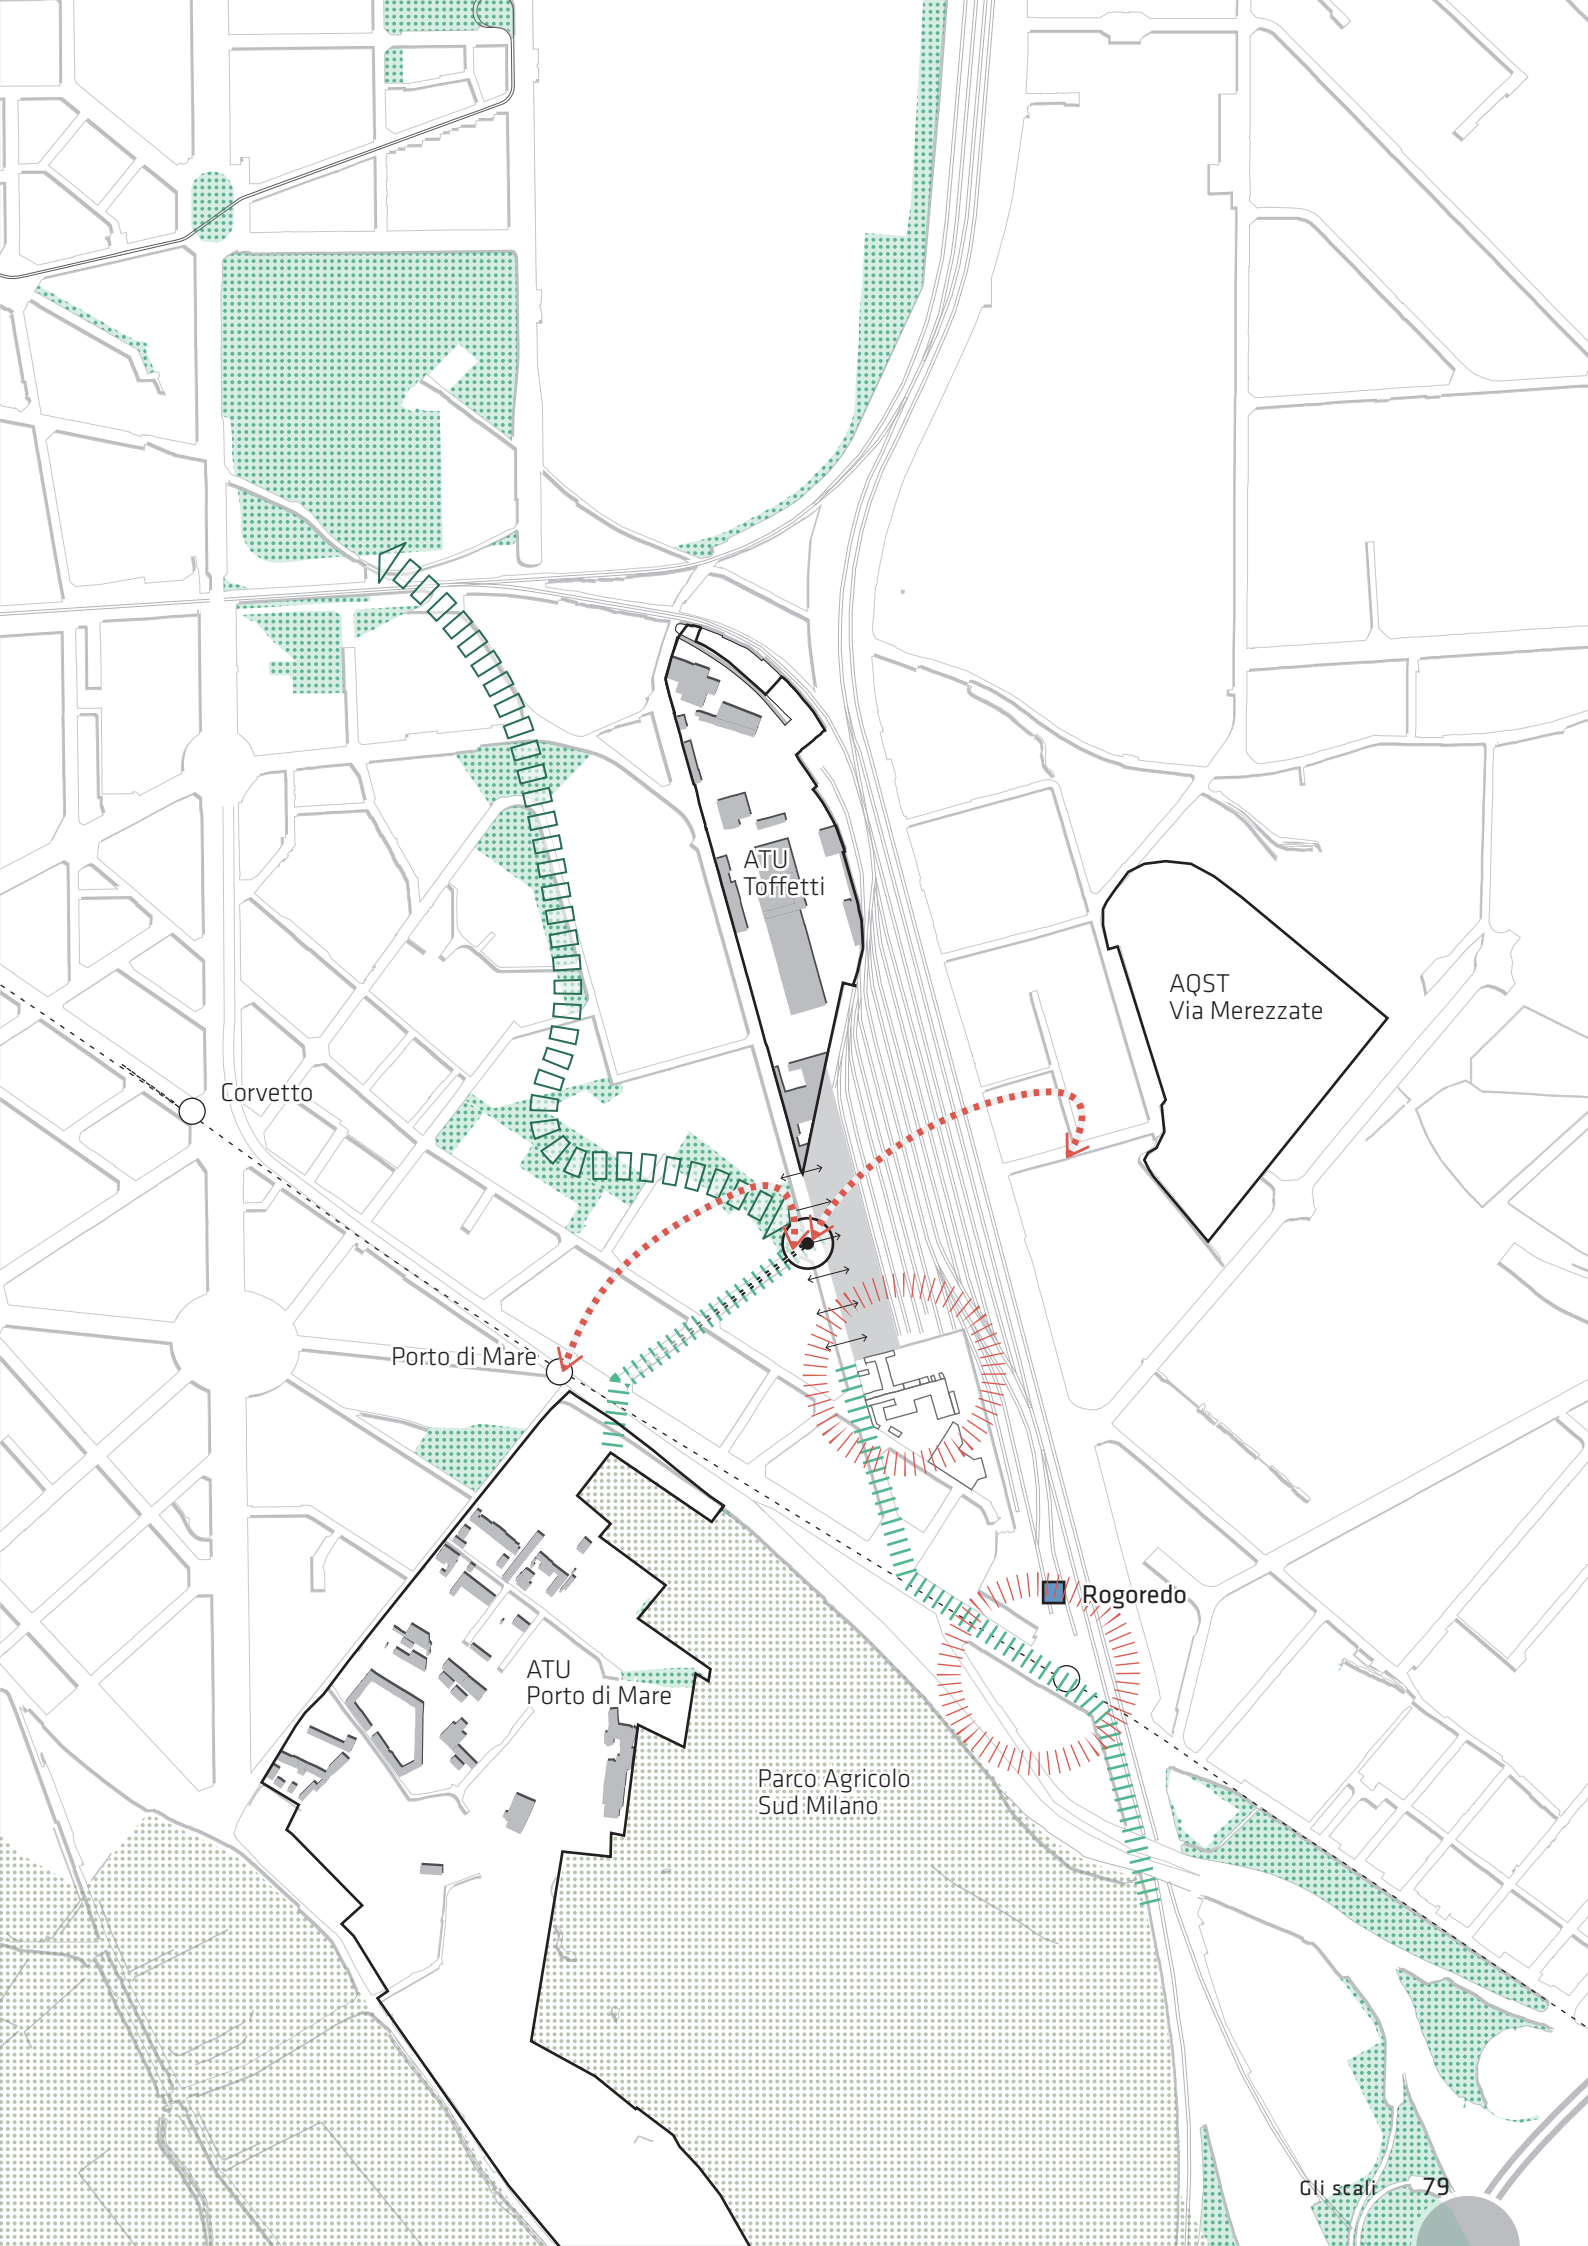 ATU
Toffetti
AQST
Via Merezzate
Corvetto
Porto di Mare
Rogoredo
ATU
Porto di Mare
Parco Agricolo
Sud Milano
Gli scali 79